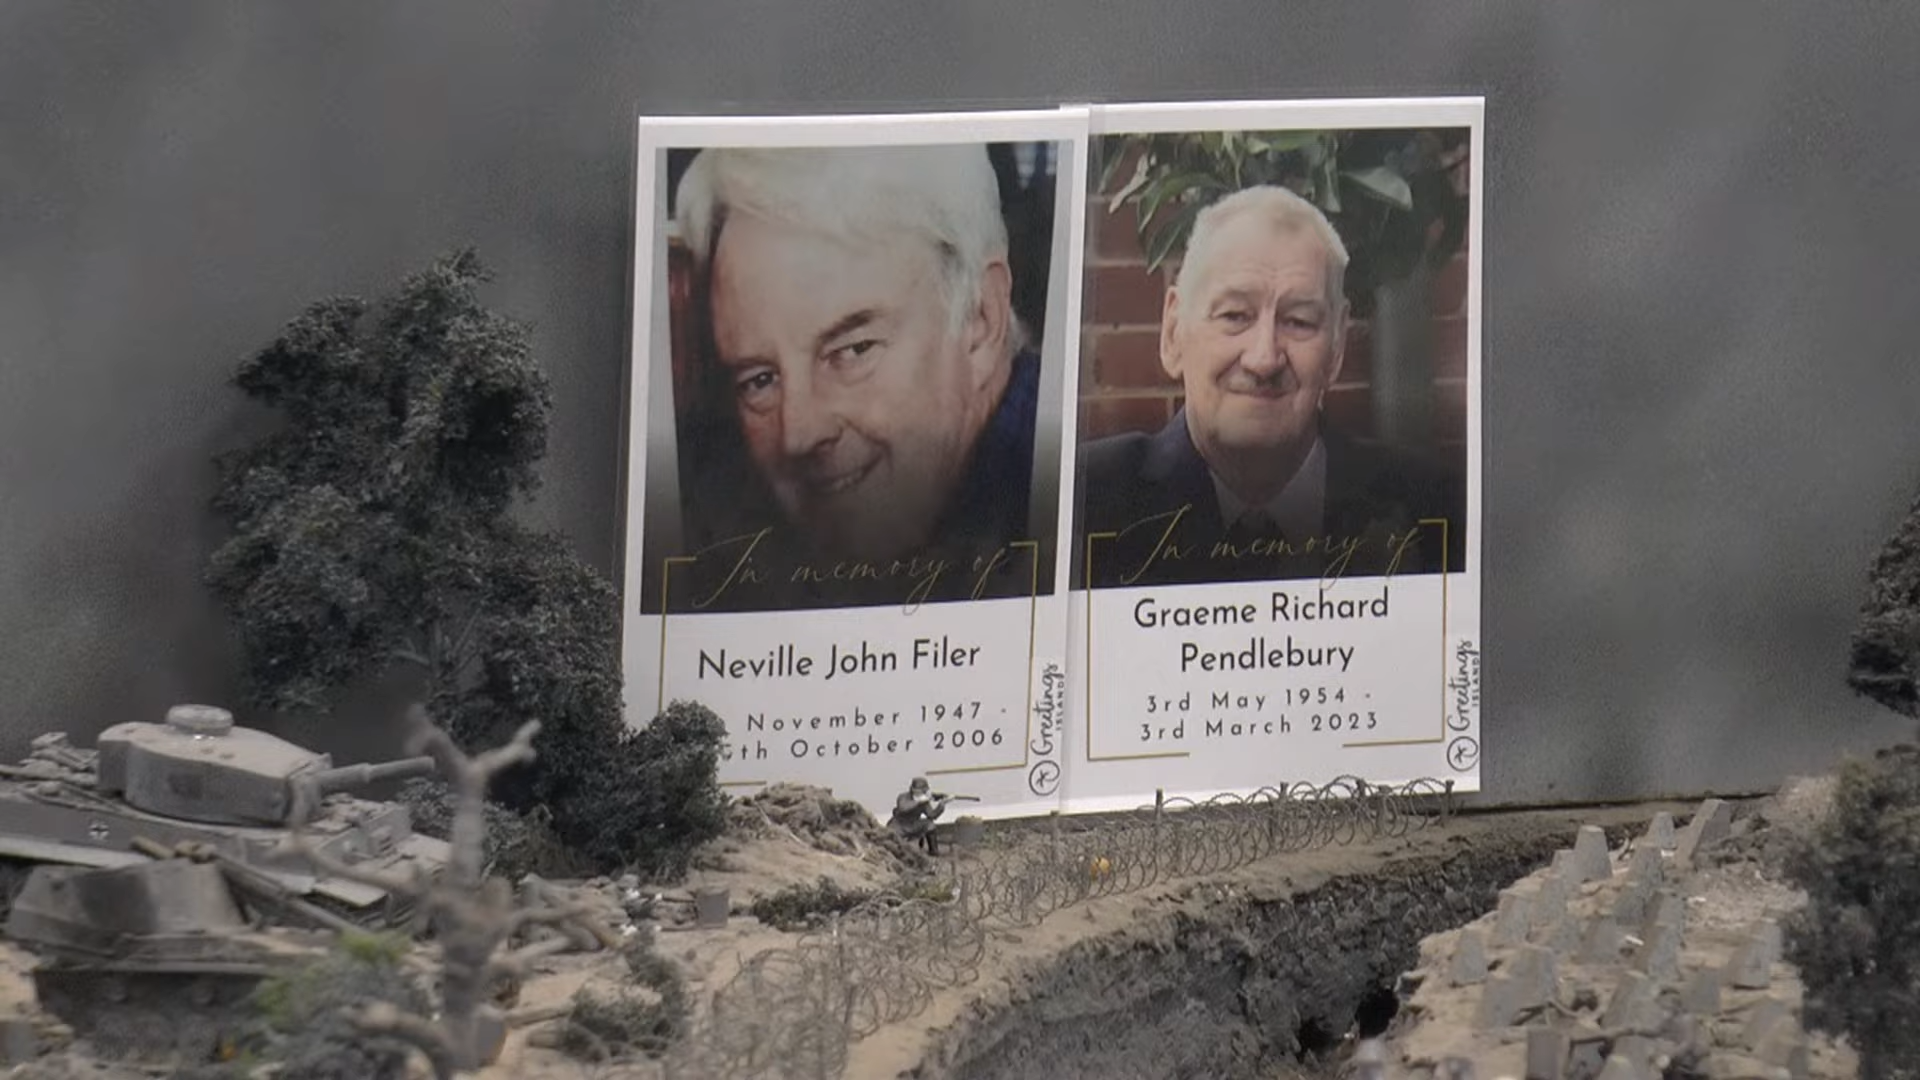 In memory of
Neville John Filer
November 1947 -
th October 2006
Greetings
ISLAND
In memory of
Graeme Richard
Pendlebury
3rd May 1954 -
3rd March 2023
Greetings
ISLAND